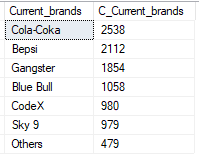 Current_brands C_Current_brands
Cola-Coka 2538
Bepsi 2112
Gangster 1854
Blue Bull 1058
CodeX 980
Sky 9 979
Others 479